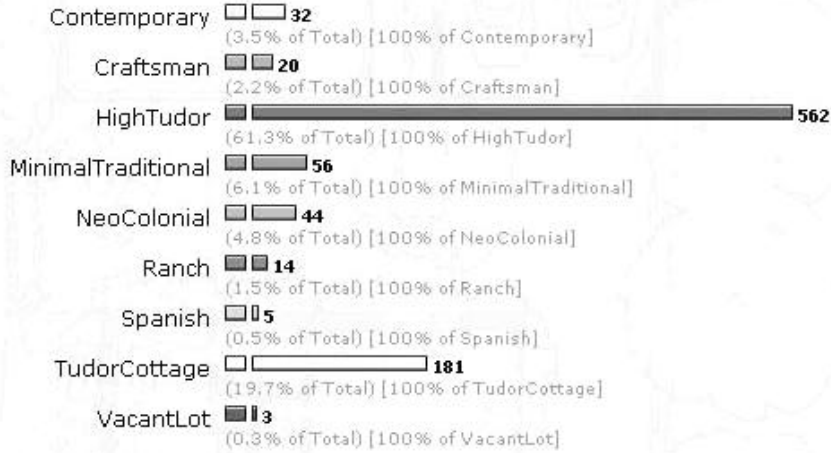 Contemporary 32
(3.5% of Total) [100% of Contemporary]
Craftsman 20
(2.2% of Total) [100% of Craftsman]
HighTudor 562
(61.3% of Total) [100% of HighTudor]
MinimalTraditional 56
(6.1% of Total) [100% of MinimalTraditional]
NeoColonial 44
(4.8% of Total) [100% of NeoColonial]
Ranch 14
(1.5% of Total) [100% of Ranch]
Spanish 5
(0.5% of Total) [100% of Spanish]
TudorCottage 181
(19.7% of Total) [100% of TudorCottage]
VacantLot 3
(0.3% of Total) [100% of VacantLot]